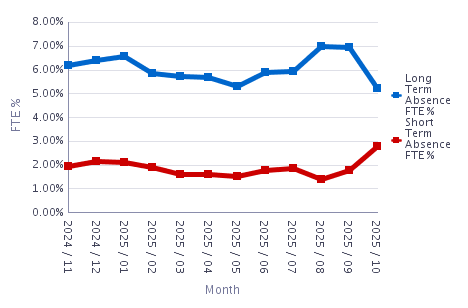 8.00%
7.00%
6.00%
5.00%
4.00%
3.00%
2.00%
1.00%
0.00%
FTE %
2024 / 11
2024 / 12
2025 / 01
2025 / 02
2025 / 03
2025 / 04
2025 / 05
2025 / 06
2025 / 07
2025 / 08
2025 / 09
2025 / 10
Month
Long
Term
Absence
FTE %
Short
Term
Absence
FTE %